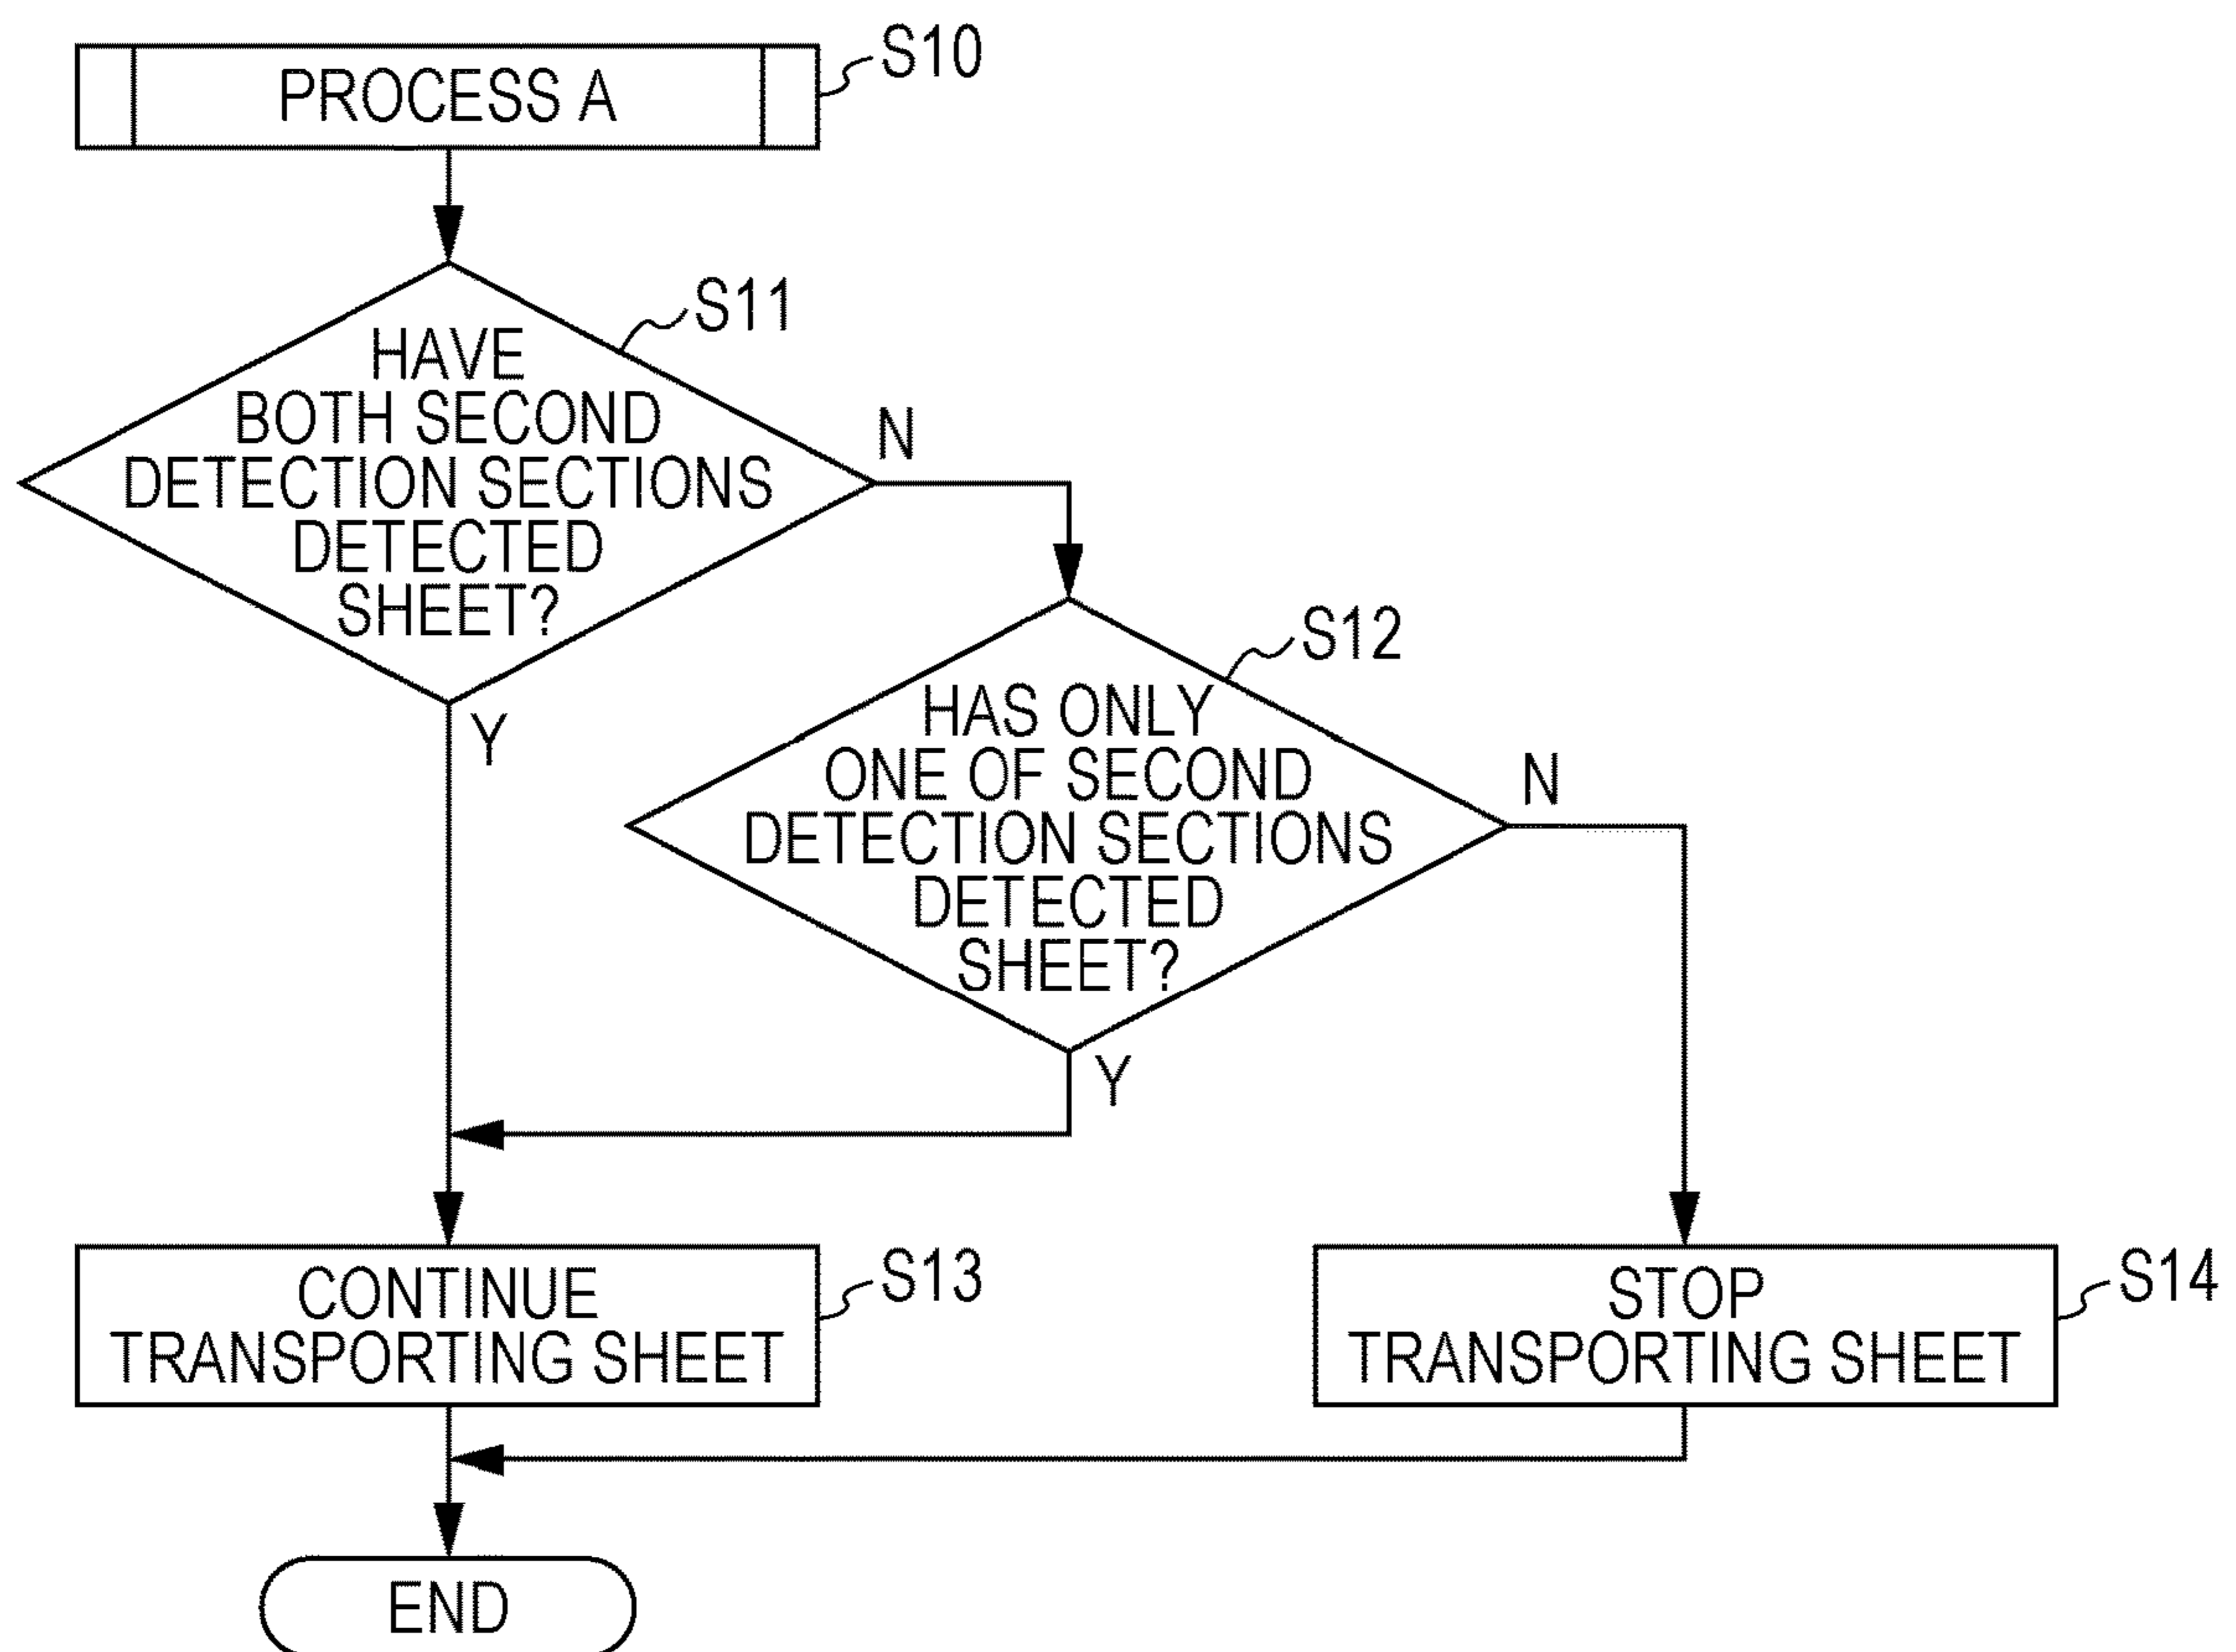 PROCESS A
S10
S11
HAVE
BOTH SECOND
DETECTION SECTIONS
DETECTED
SHEET?
N
Y
S12
HAS ONLY
ONE OF SECOND
DETECTION SECTIONS
DETECTED
SHEET?
N
Y
CONTINUE
TRANSPORTING SHEET
S13
STOP
TRANSPORTING SHEET
S14
END